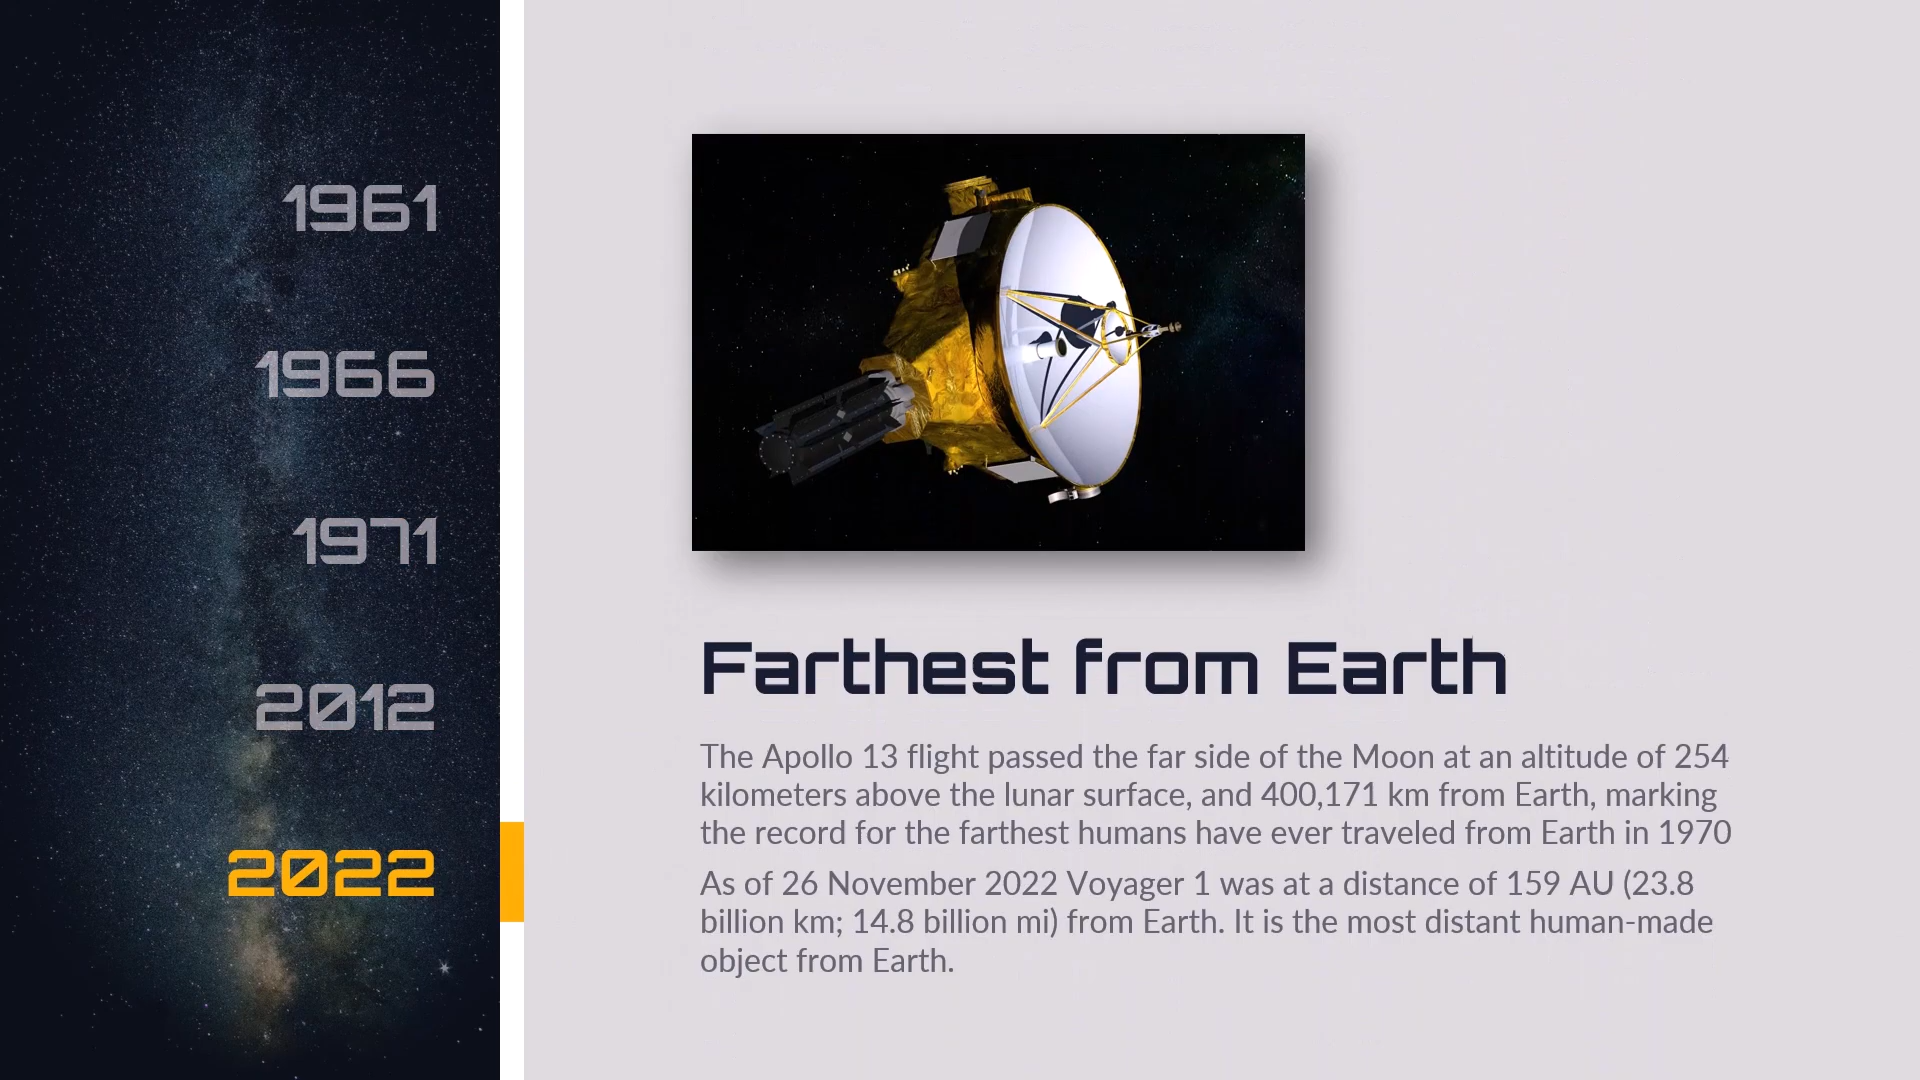 1961
1966
1971
2012
2022
Farthest from Earth
The Apollo 13 flight passed the far side of the Moon at an altitude of 254
kilometers above the lunar surface, and 400,171 km from Earth, marking
the record for the farthest humans have ever traveled from Earth in 1970
As of 26 November 2022 Voyager 1 was at a distance of 159 AU (23.8
billion km; 14.8 billion mi) from Earth. It is the most distant human-made
object from Earth.